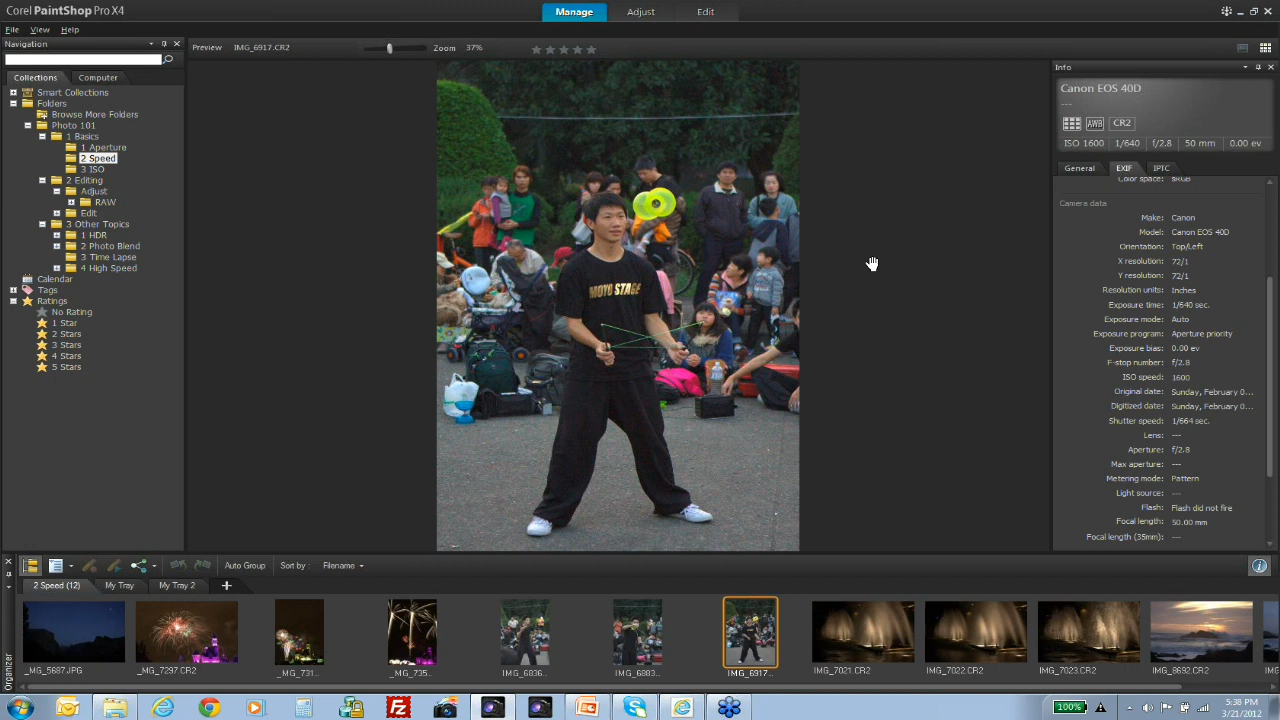 Corel PaintShop Pro X4
Manage
Adjust
Edit
File
View
Help
Navigation
Preview
IMG_6917.CR2
Zoom
37%
Collections
Computer
Smart Collections
Folders
Browse More Folders
Photo 101
1 Basics
1 Aperture
2 Speed
3 ISO
2 Editing
Adjust
RAW
Edit
3 Other Topics
1 HDR
2 Photo Blend
3 Time Lapse
4 High Speed
Calendar
Tags
Ratings
No Rating
1 Star
2 Stars
3 Stars
4 Stars
5 Stars
MOYO STAGE
Info
Canon EOS 40D
---
AWB
CR2
ISO 1600
1/640
f/2.8
50 mm
0.00 ev
General
EXIF
IPTC
Color space: sRGB
Camera data
Make: Canon
Model: Canon EOS 40D
Orientation: Top/Left
X resolution: 72/1
Y resolution: 72/1
Resolution units: Inches
Exposure time: 1/640 sec.
Exposure mode: Auto
Exposure program: Aperture priority
Exposure bias: 0.00 ev
F-stop number: f/2.8
ISO speed: 1600
Original date: Sunday, February 0...
Digitized date: Sunday, February 0...
Shutter speed: 1/664 sec.
Lens: ---
Aperture: f/2.8
Max aperture: ---
Metering mode: Pattern
Light source: ---
Flash: Flash did not fire
Focal length: 50.00 mm
Focal length (35mm): ---
Auto Group
Sort by :
Filename
2 Speed (12)
My Tray
My Tray 2
+
Organizer
_MG_5687.JPG
_MG_7297.CR2
_MG_731...
_MG_735...
IMG_6836...
IMG_6883...
IMG_6917...
IMG_7021.CR2
IMG_7022.CR2
IMG_7023.CR2
IMG_8692.CR2
100%
5:38 PM
3/21/2012